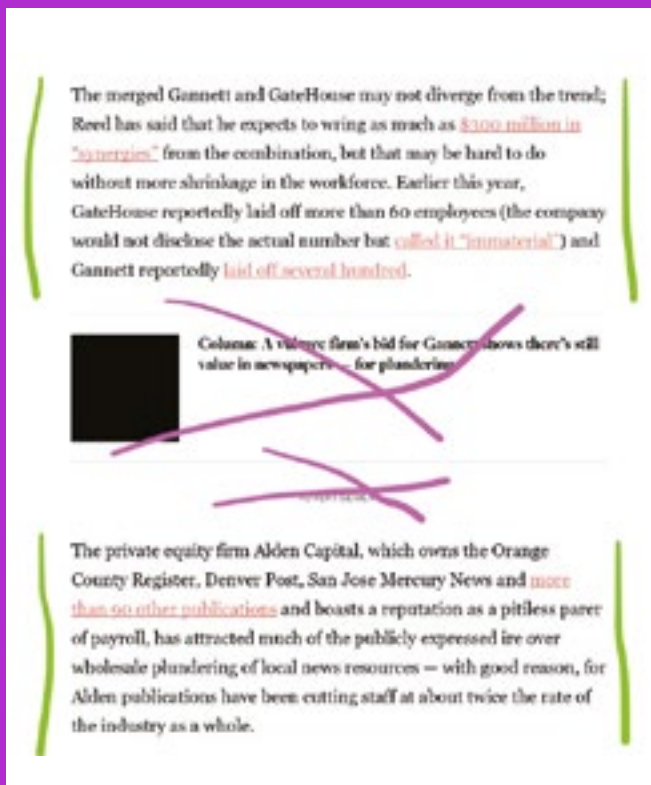 The merged Gannett and GateHouse may not diverge from the trend;
Reed has said that he expects to wring as much as $300 million in
"synergies" from the combination, but that may be hard to do
without more shrinkage in the workforce. Earlier this year,
GateHouse reportedly laid off more than 60 employees (the company
would not disclose the actual number but called it "immaterial") and
Gannett reportedly laid off several hundred.
Column: A vulture firm's bid for Gannett shows there's still
value in newspapers — for plundering
The private equity firm Alden Capital, which owns the Orange
County Register, Denver Post, San Jose Mercury News and more
than 90 other publications and boasts a reputation as a pitiless parer
of payroll, has attracted much of the publicly expressed ire over
wholesale plundering of local news resources — with good reason, for
Alden publications have been cutting staff at about twice the rate of
the industry as a whole.